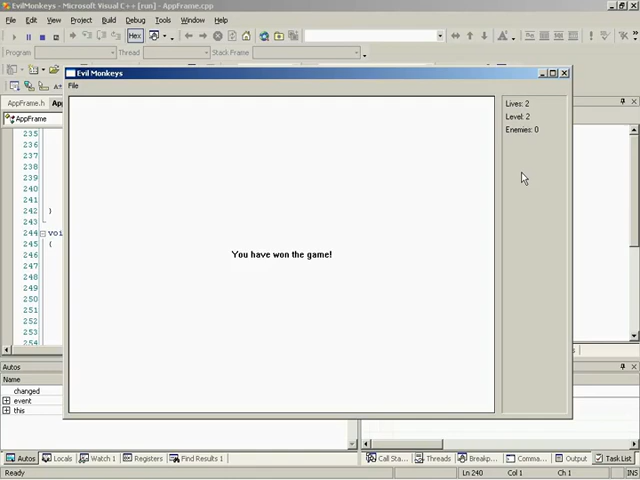 EvilMonkeys - Microsoft Visual C++ [run] - AppFrame.cpp
File Edit View Project Build Debug Tools Window Help
Hex
Program Thread Stack Frame
Evil Monkeys
File
AppFrame.h
AppFrame
Lives: 2
Level: 2
Enemies: 0
235
236
237
238
239
240
241
242 }
243
244
245 {
246
247
248
249
250
251
252
253
254
You have won the game!
Autos
Name
changed
event
this
Autos Locals Watch 1 Registers Find Results 1
Call Sta... Threads Breakp... Comma... Output Task List
Ready Ln 240 Col 1 Ch 1 INS